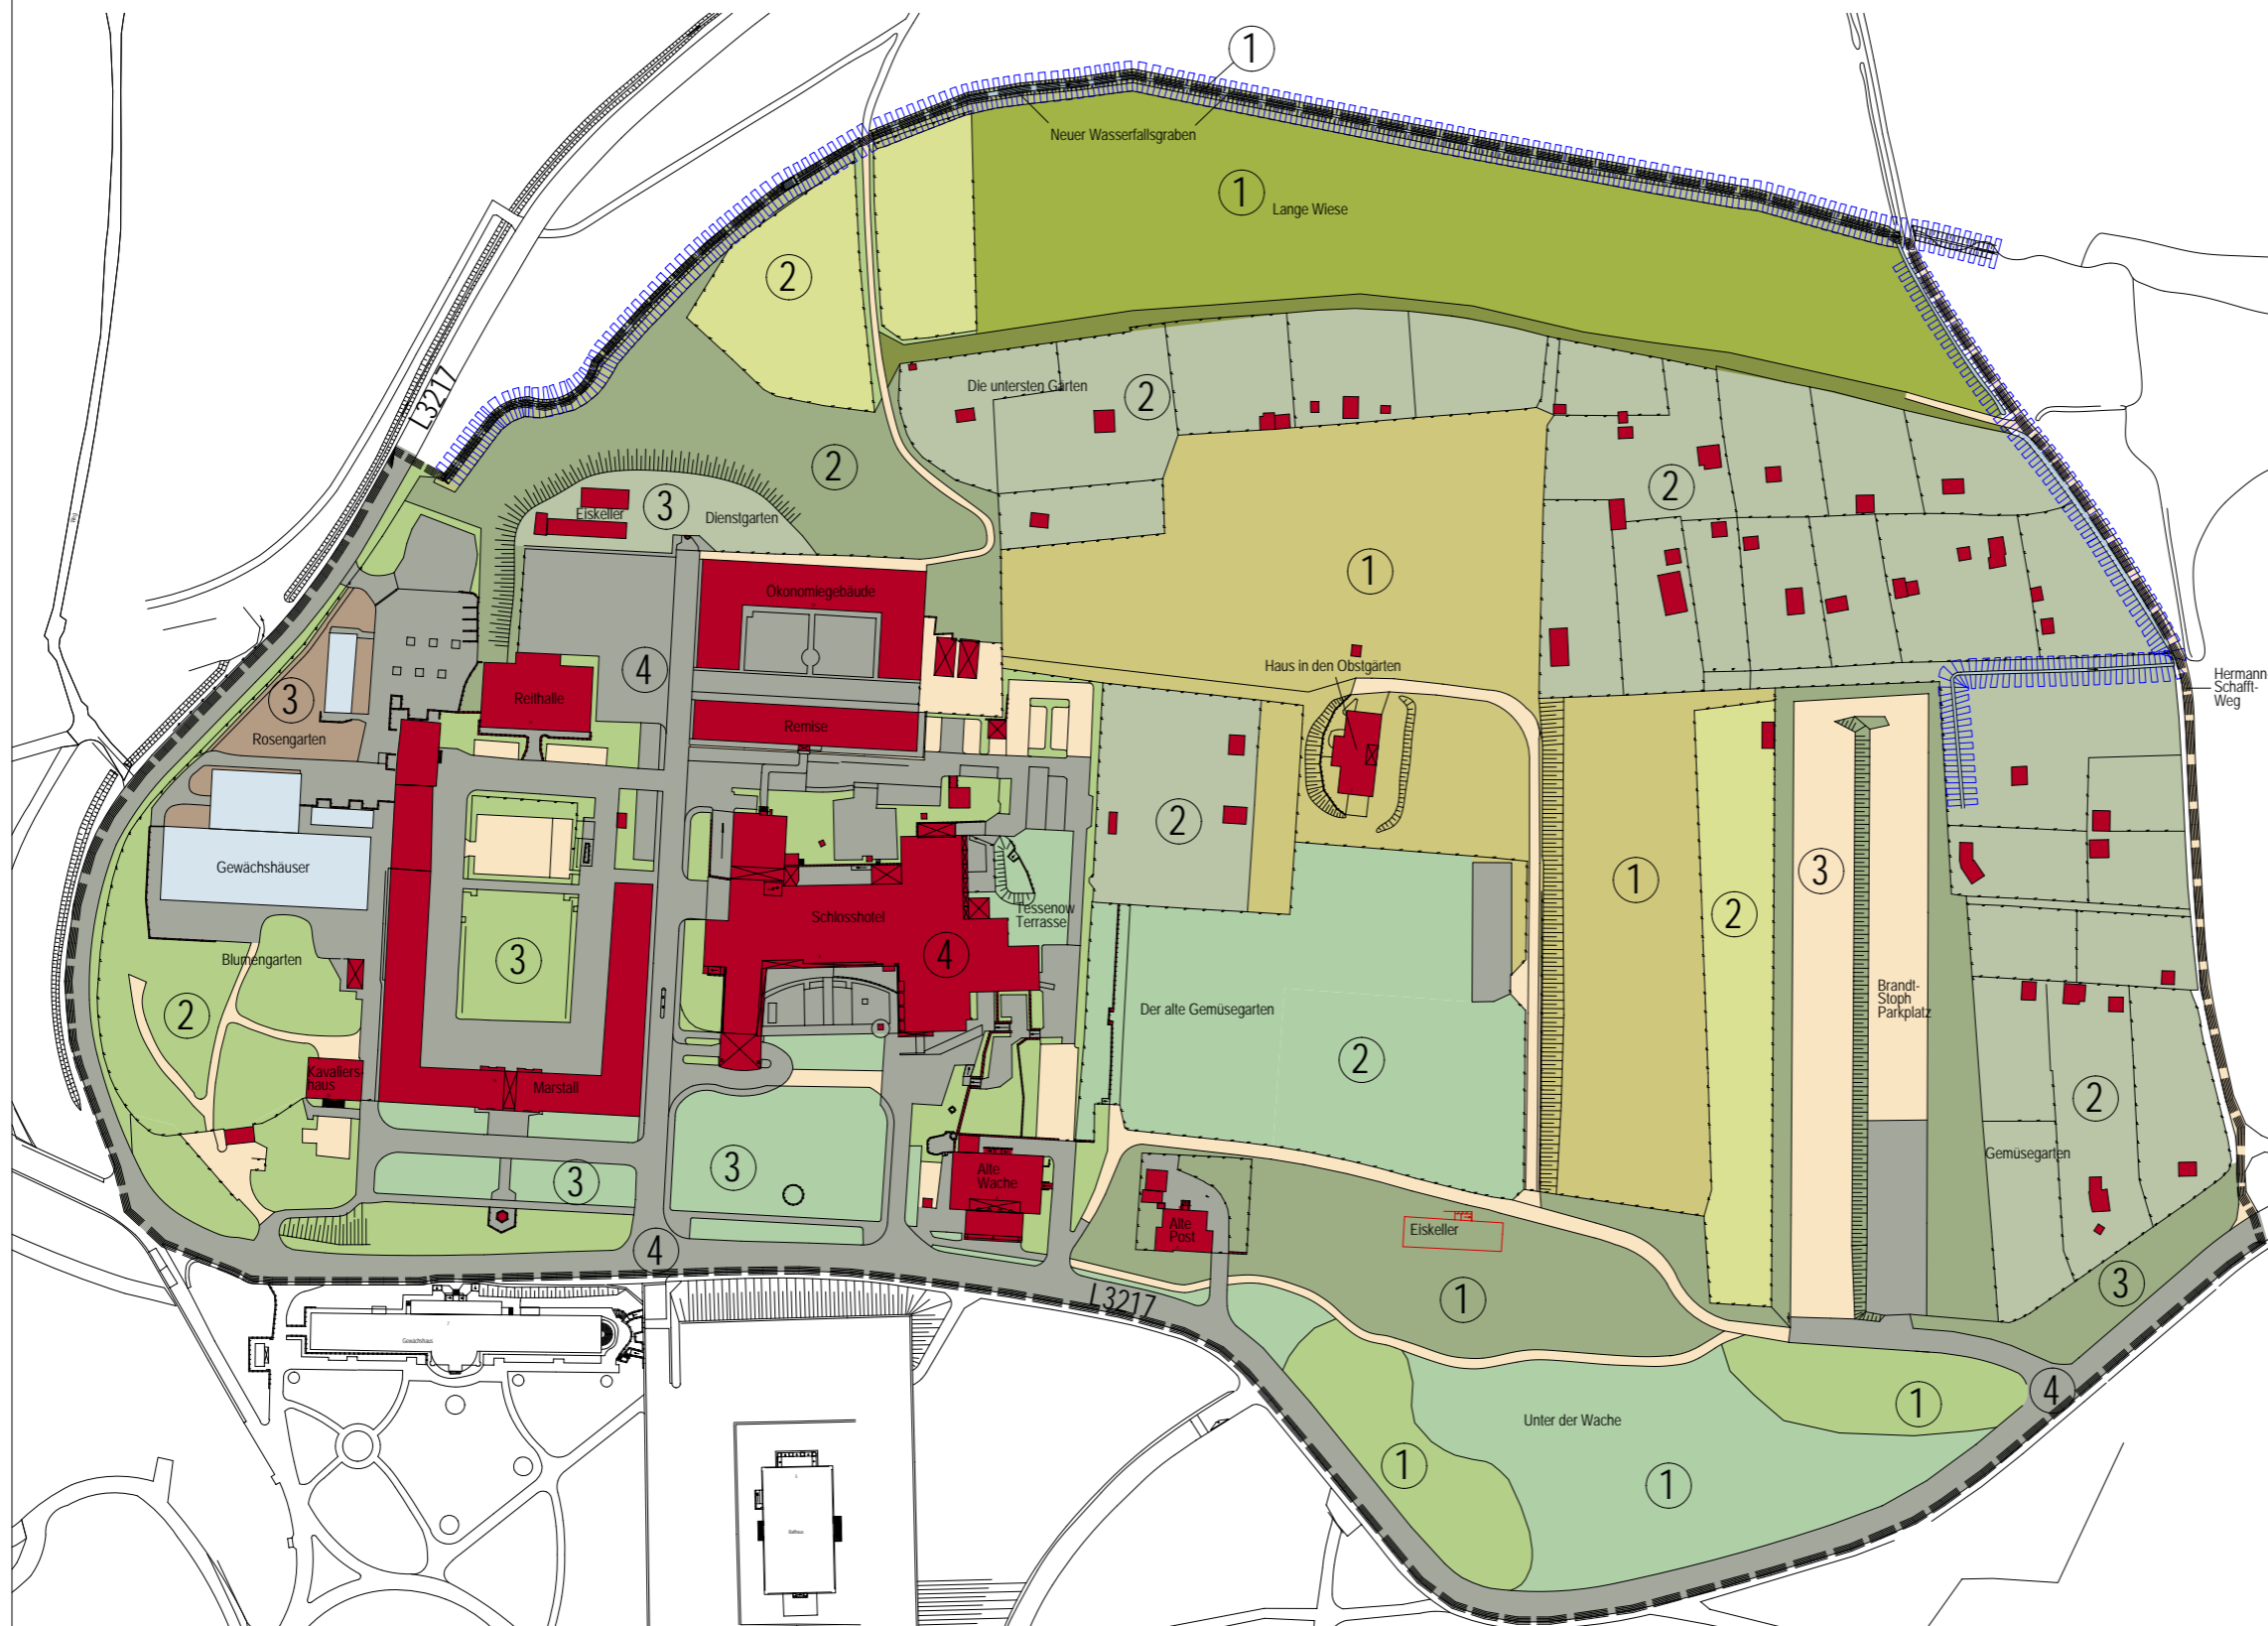 1
Neuer Wasserfallsgraben
1
Lange Wiese
2
L3217
Die untersten Gärten
2
2
2
3
Eiskeller
Dienstgarten
1
Ökonomiegebäude
4
Haus in den Obstgärten
Hermann-
Schafft-
Weg
3
Reithalle
Rosengarten
Remise
2
3
1
Gewächshäuser
2
Schlosshotel
Tessenow
Terrasse
4
3
Blumengarten
2
Der alte Gemüsegarten
Brandt-
Stoph
Parkplatz
2
Kavaliers-
haus
Marstall
2
Gemüsegarten
3
3
Alte
Wache
Alte
Post
Eiskeller
4
3
L3217
1
Gewächshaus
4
1
Unter der Wache
1
1
Ballhaus